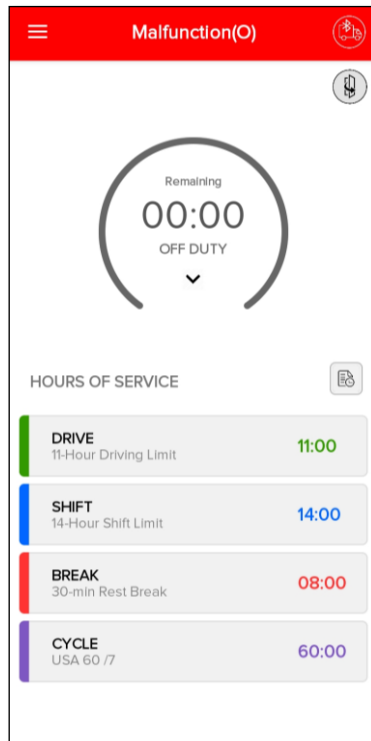 Malfunction(O)
Remaining
00:00
OFF DUTY
HOURS OF SERVICE
DRIVE
11-Hour Driving Limit
11:00
SHIFT
14-Hour Shift Limit
14:00
BREAK
30-min Rest Break
08:00
CYCLE
USA 60 /7
60:00